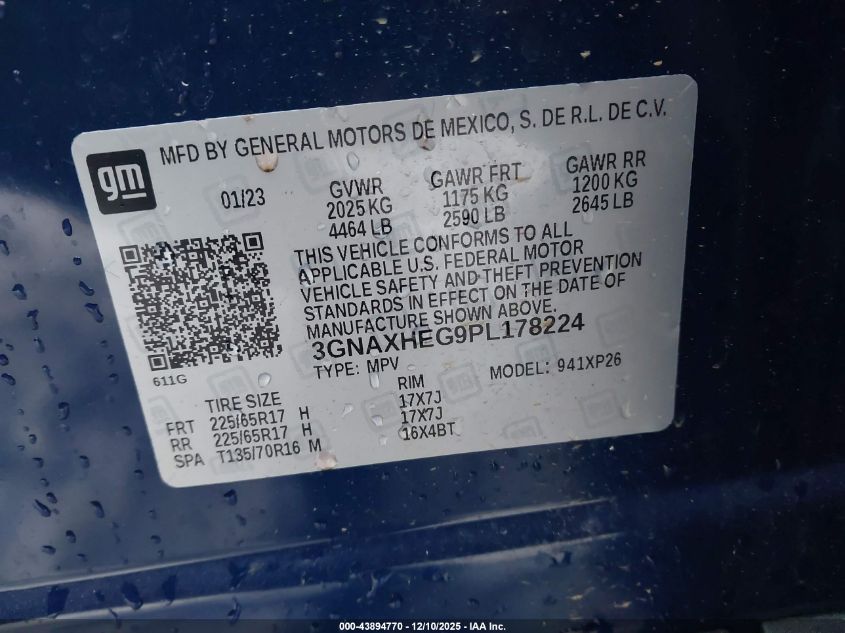 gm
MFD BY GENERAL MOTORS DE MEXICO, S. DE R.L. DE C.V.
01/23
GVWR
2025 KG
4464 LB
GAWR FRT
1175 KG
2590 LB
GAWR RR
1200 KG
2645 LB
THIS VEHICLE CONFORMS TO ALL
APPLICABLE U.S. FEDERAL MOTOR
VEHICLE SAFETY AND THEFT PREVENTION
STANDARDS IN EFFECT ON THE DATE OF
MANUFACTURE SHOWN ABOVE.
3GNAXHEG9PL178224
611G
TYPE: MPV
MODEL: 941XP26
TIRE SIZE RIM
FRT 225/65R17 H 17X7J
RR 225/65R17 H 17X7J
SPA T135/70R16 M 16X4BT
000-43894770 - 12/10/2025 - IAA Inc.